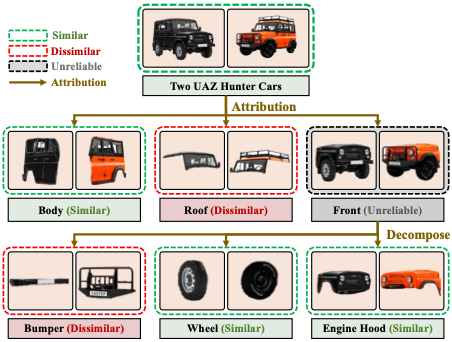 Similar
Dissimilar
Unreliable
Attribution
Two UAZ Hunter Cars
Attribution
Body (Similar)
Roof (Dissimilar)
Front (Unreliable)
Decompose
Bumper (Dissimilar)
Wheel (Similar)
Engine Hood (Similar)